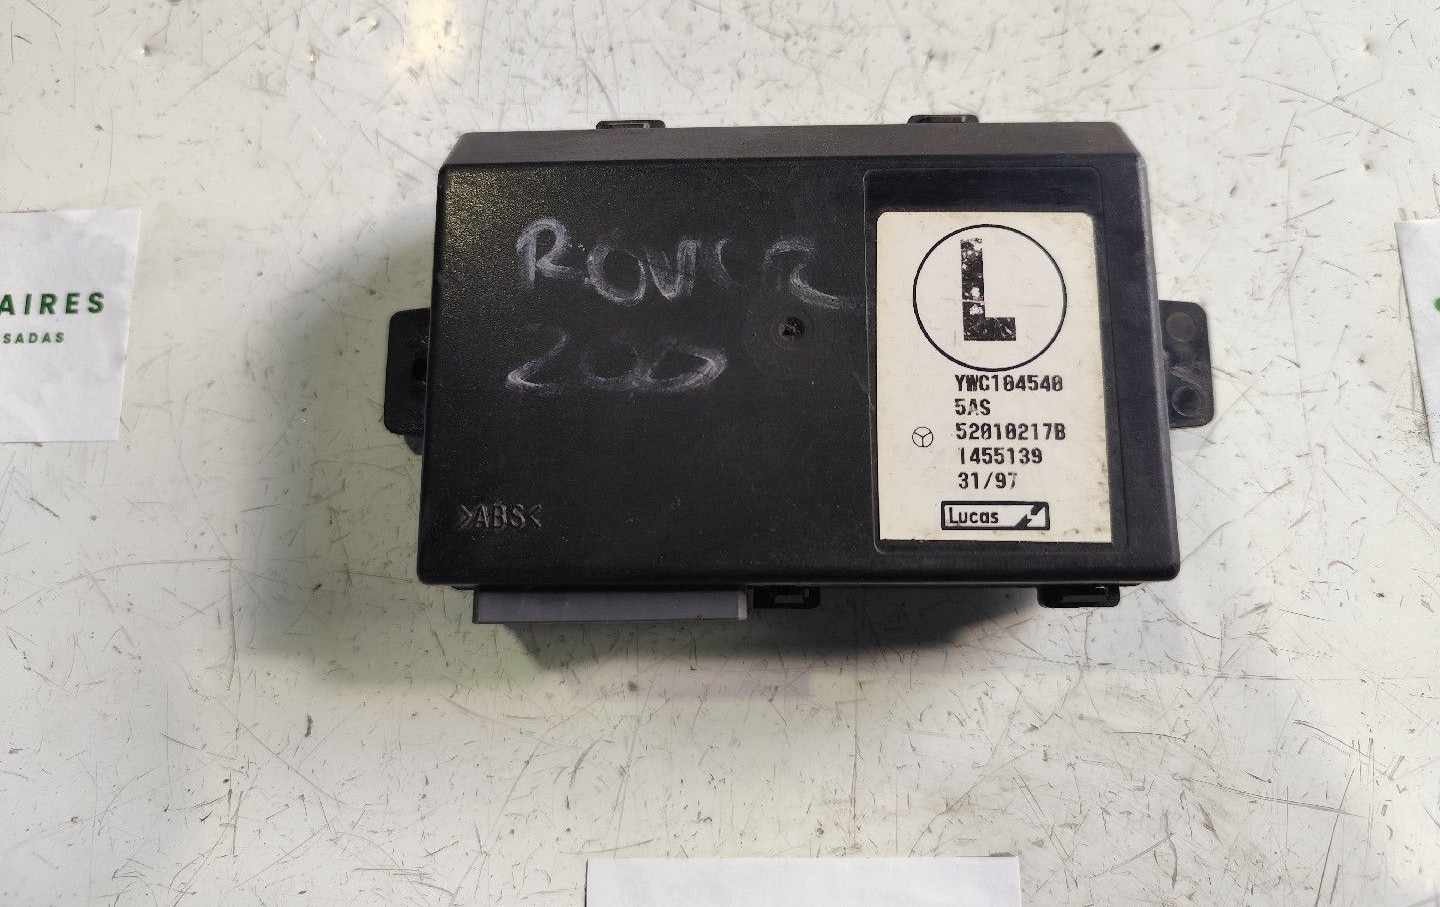 AIRES
SADAS
ROVER
200
>ABS<
L
YWC104540
5AS
52010217B
1455139
31/97
Lucas